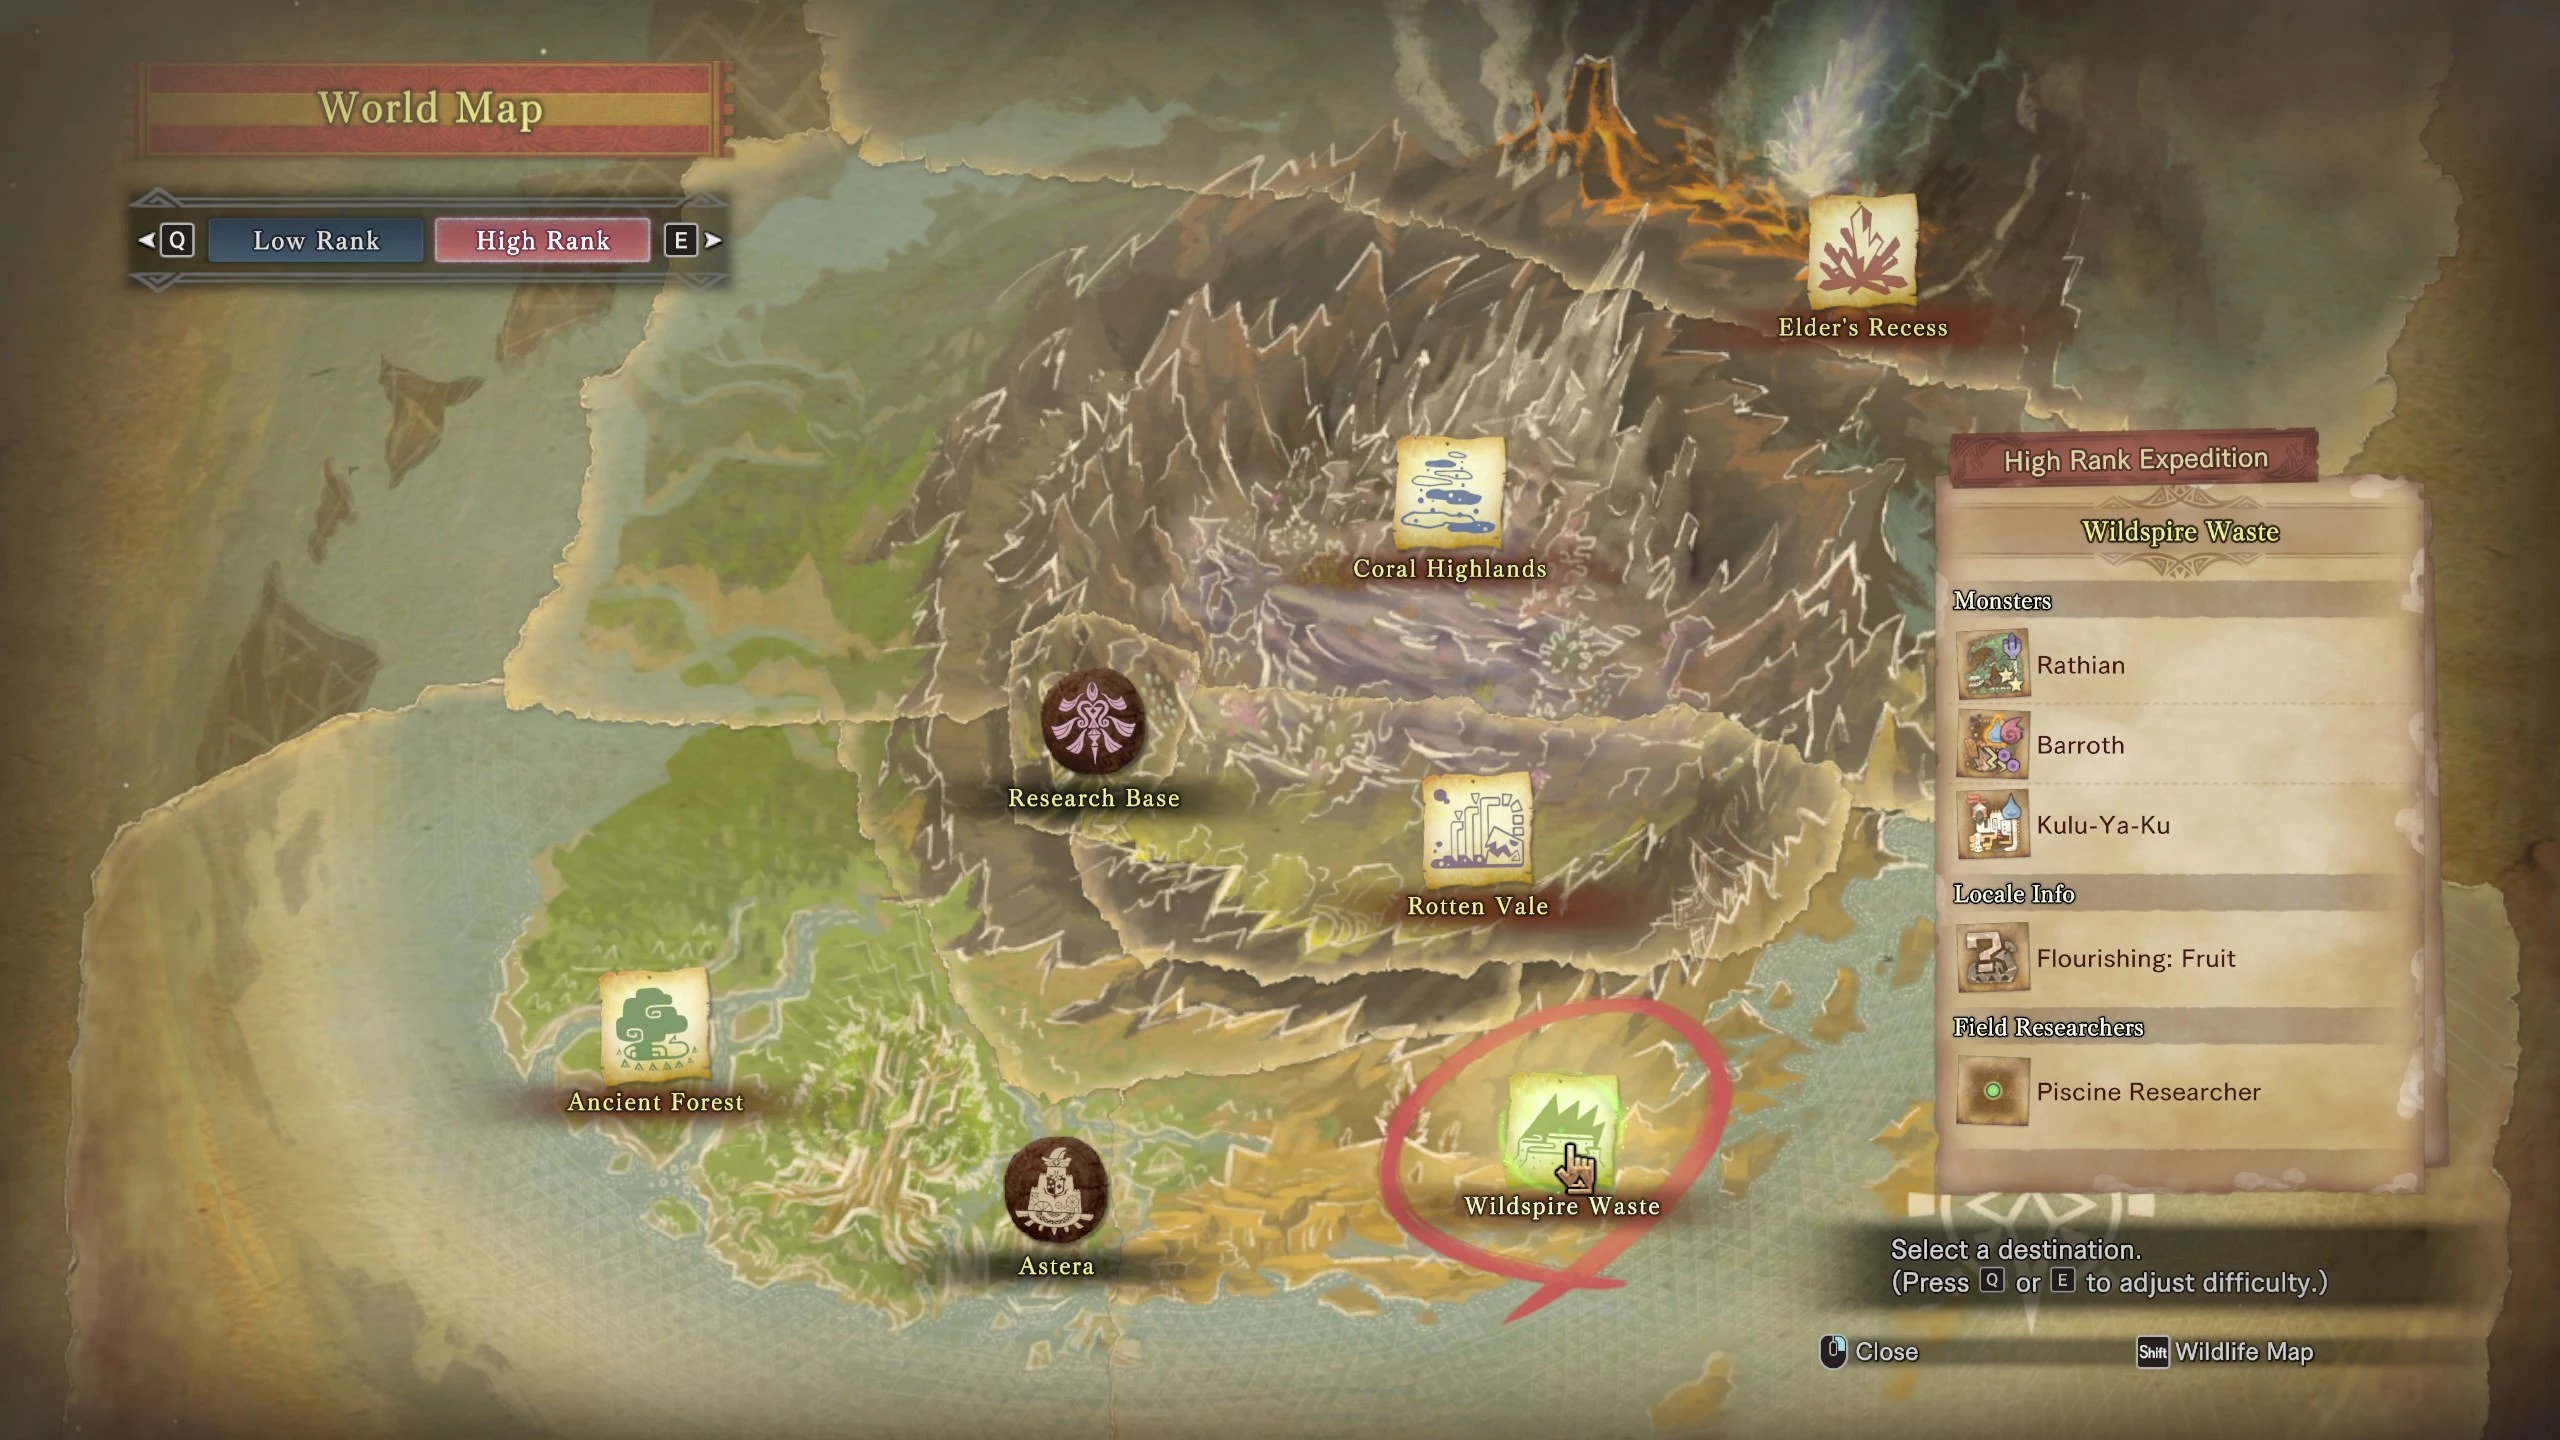 World Map
Q Low Rank High Rank E
Elder's Recess
Coral Highlands
Research Base
Rotten Vale
Ancient Forest
Astera
Wildspire Waste
High Rank Expedition
Wildspire Waste
Monsters
Rathian
Barroth
Kulu-Ya-Ku
Locale Info
Flourishing: Fruit
Field Researchers
Piscine Researcher
Select a destination.
(Press Q or E to adjust difficulty.)
Close Shift Wildlife Map